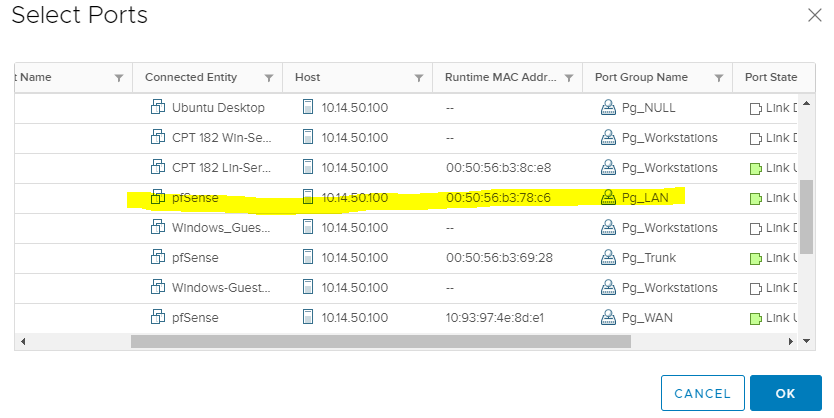 Select Ports
t Name Connected Entity Host Runtime MAC Addr... Port Group Name Port State
Ubuntu Desktop 10.14.50.100 -- Pg_NULL Link D
CPT 182 Win-Se... 10.14.50.100 -- Pg_Workstations Link D
CPT 182 Lin-Ser... 10.14.50.100 00:50:56:b3:8c:e8 Pg_Workstations Link U
pfSense 10.14.50.100 00:50:56:b3:78:c6 Pg_LAN Link U
Windows_Gues... 10.14.50.100 -- Pg_Workstations Link D
pfSense 10.14.50.100 00:50:56:b3:69:28 Pg_Trunk Link U
Windows-Guest... 10.14.50.100 -- Pg_Workstations Link D
pfSense 10.14.50.100 10:93:97:4e:8d:e1 Pg_WAN Link U
CANCEL OK